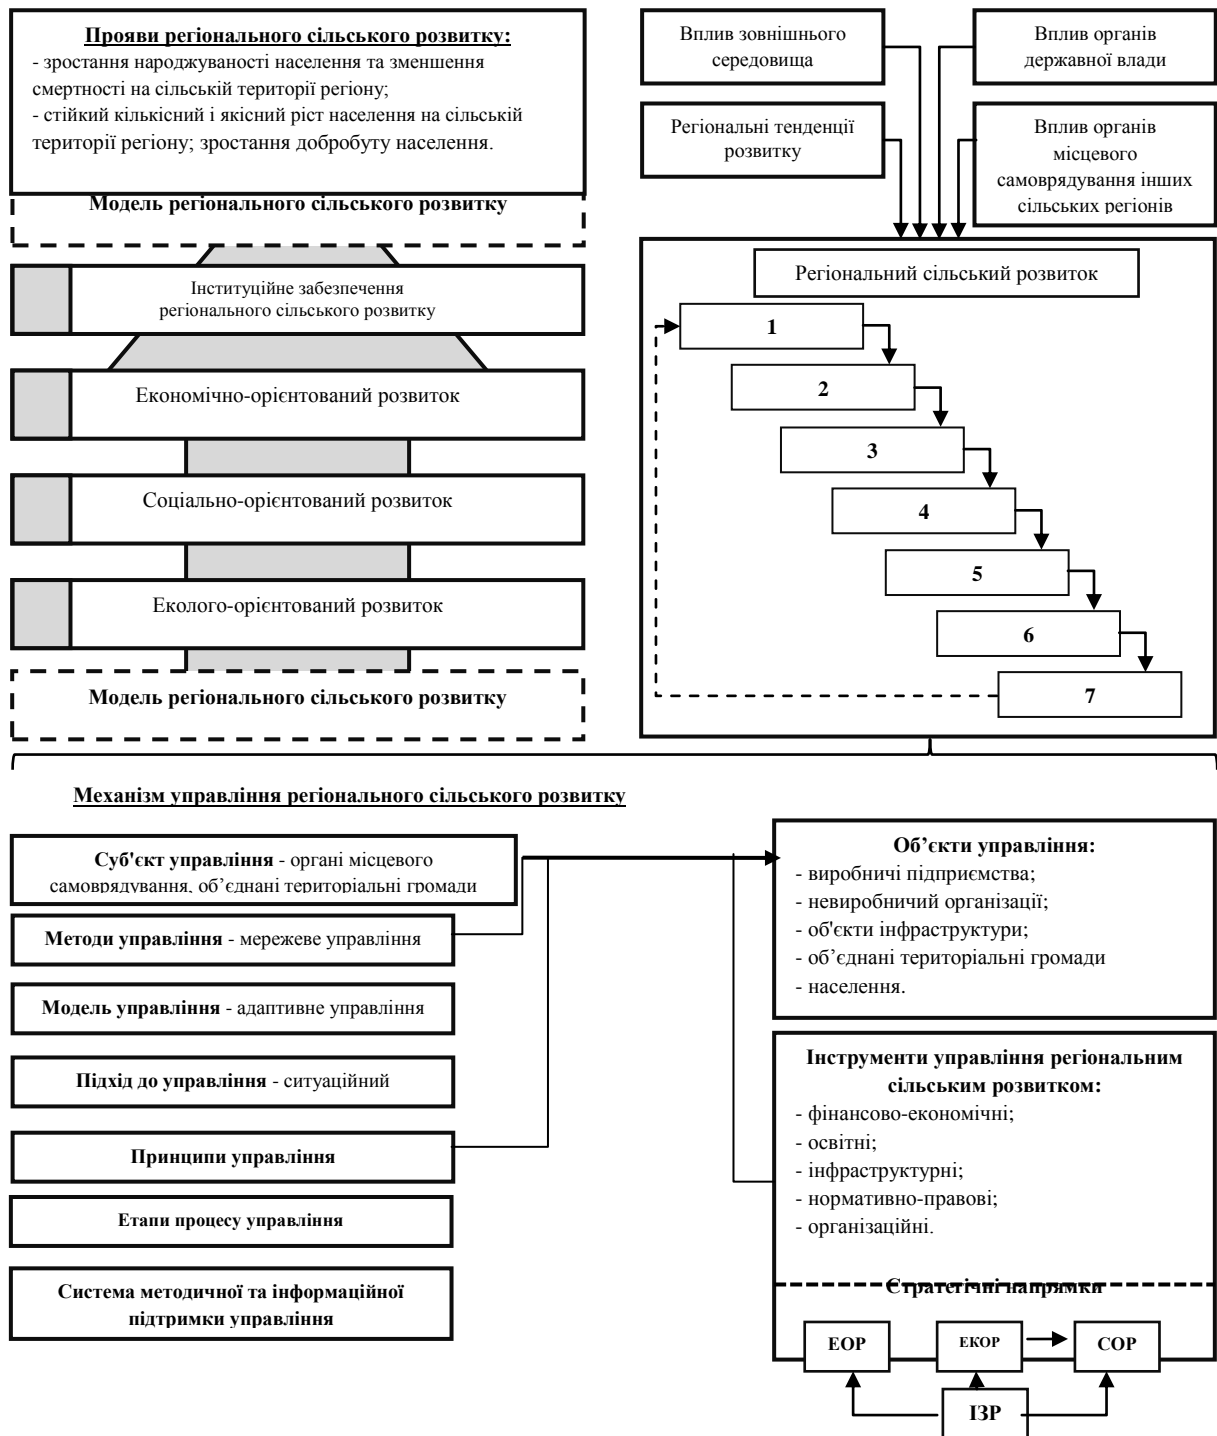 Прояви регіонального сільського розвитку:
- зростання народжуваності населення та зменшення
смертності на сільській території регіону;
- стійкий кількісний і якісний ріст населення на сільській
території регіону; зростання добробуту населення.
Модель регіонального сільського розвитку
Інституційне забезпечення
регіонального сільського розвитку
Економічно-орієнтований розвиток
Соціально-орієнтований розвиток
Еколого-орієнтований розвиток
Модель регіонального сільського розвитку
Вплив зовнішнього
середовища
Вплив органів
державної влади
Регіональні тенденції
розвитку
Вплив органів
місцевого
самоврядування інших
сільських регіонів
Регіональний сільський розвиток
1
2
3
4
5
6
7
Механізм управління регіонального сільського розвитку
Суб'єкт управління - органі місцевого
самоврядування, об’єднані територіальні громади
Методи управління - мережеве управління
Модель управління - адаптивне управління
Підхід до управління - ситуаційний
Принципи управління
Етапи процесу управління
Система методичної та інформаційної
підтримки управління
Об’єкти управління:
- виробничі підприємства;
- невиробничий організації;
- об'єкти інфраструктури;
- об’єднані територіальні громади
- населення.
Інструменти управління регіональним
сільським розвитком:
- фінансово-економічні;
- освітні;
- інфраструктурні;
- нормативно-правові;
- організаційні.
Стратегічні напрямки
ЕОР
ЕКОР
СОР
ІЗР